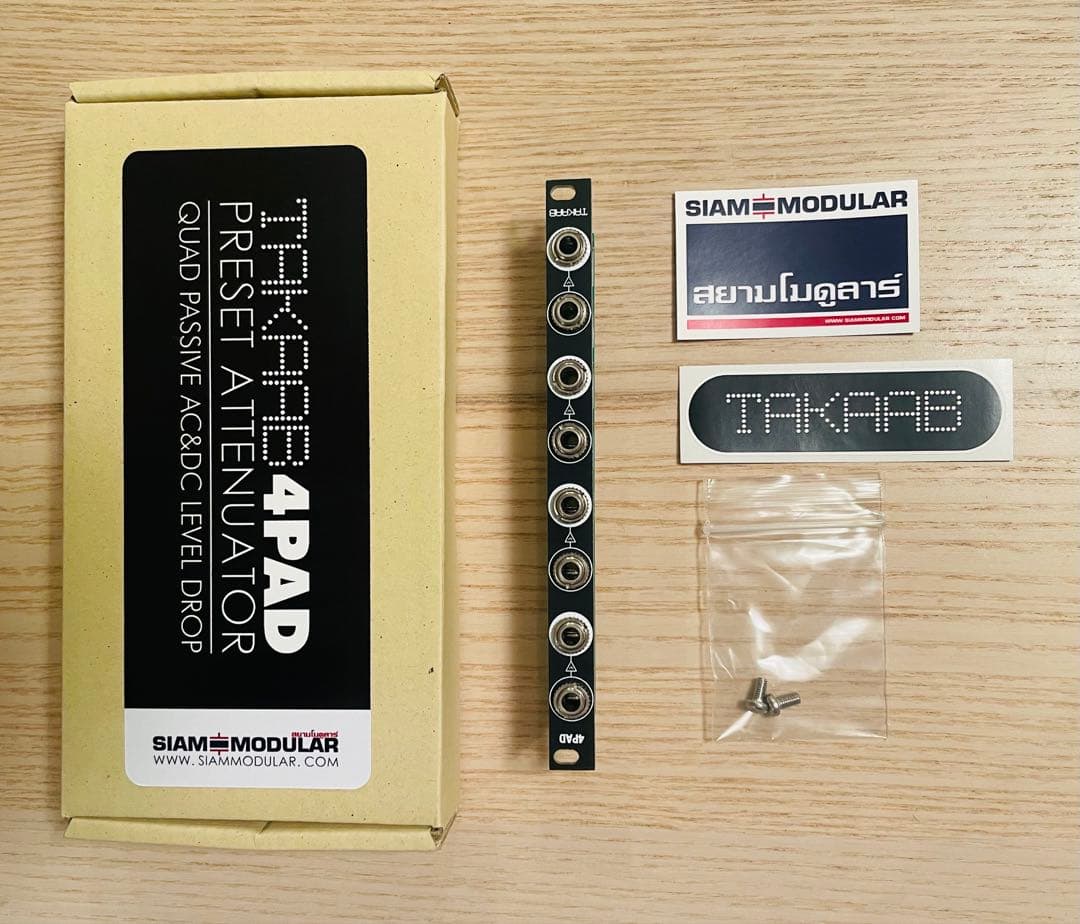 TAKAAB4PAD
PRESET ATTENUATOR
QUAD PASSIVE AC&DC LEVEL DROP
สยามโมดูลาร์
SIAM MODULAR
WWW.SIAMMODULAR.COM
TAKAAB
4PAD
SIAM MODULAR
สยามโมดูลาร์
WWW.SIAMMODULAR.COM
TAKAAB